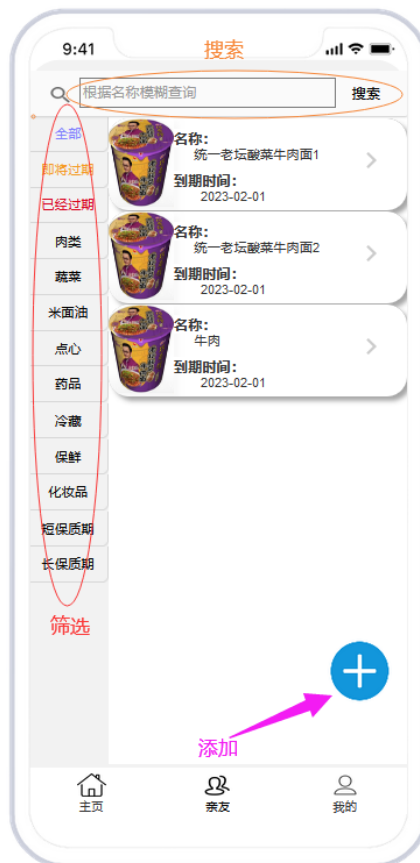 9:41
搜索
根据名称模糊查询
搜索
全部
即将过期
已经过期
肉类
蔬菜
米面油
点心
药品
冷藏
保鲜
化妆品
短保质期
长保质期
筛选
名称：
统一老坛酸菜牛肉面1
到期时间：
2023-02-01
名称：
统一老坛酸菜牛肉面2
到期时间：
2023-02-01
名称：
牛肉
到期时间：
2023-02-01
添加
主页
亲友
我的